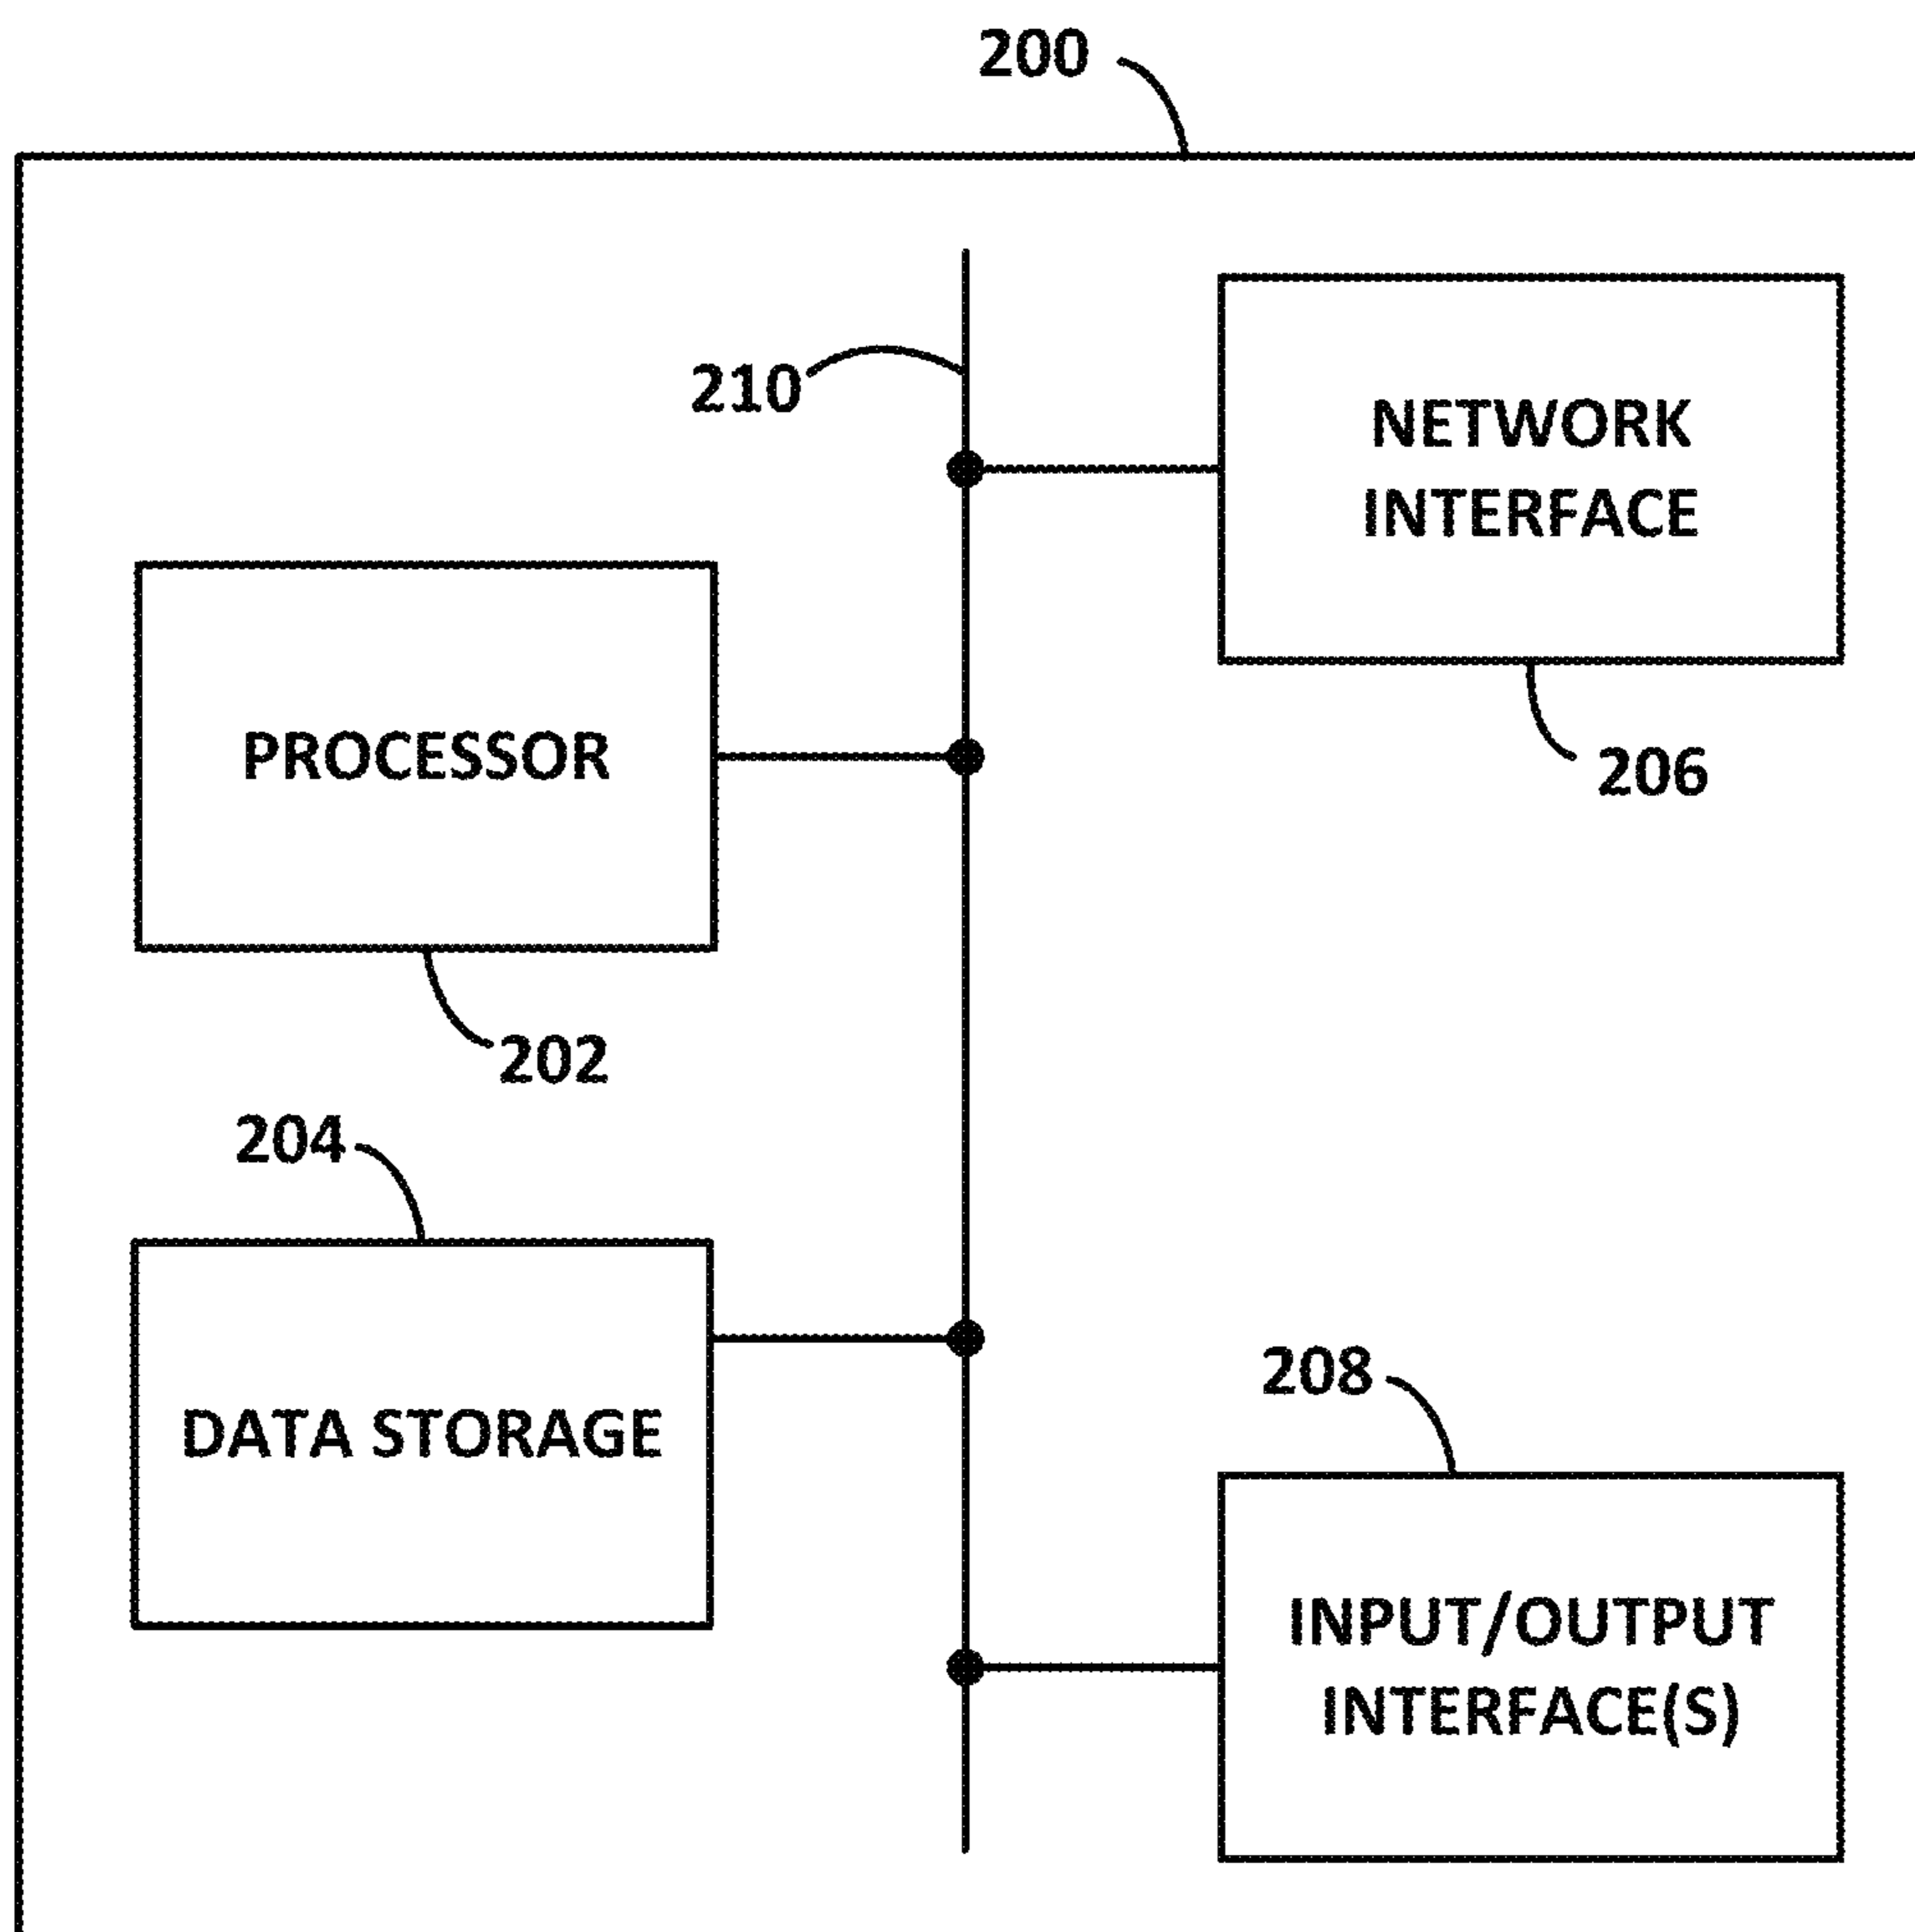 200
210
NETWORK
INTERFACE
206
PROCESSOR
202
204
DATA STORAGE
208
INPUT/OUTPUT
INTERFACE(S)